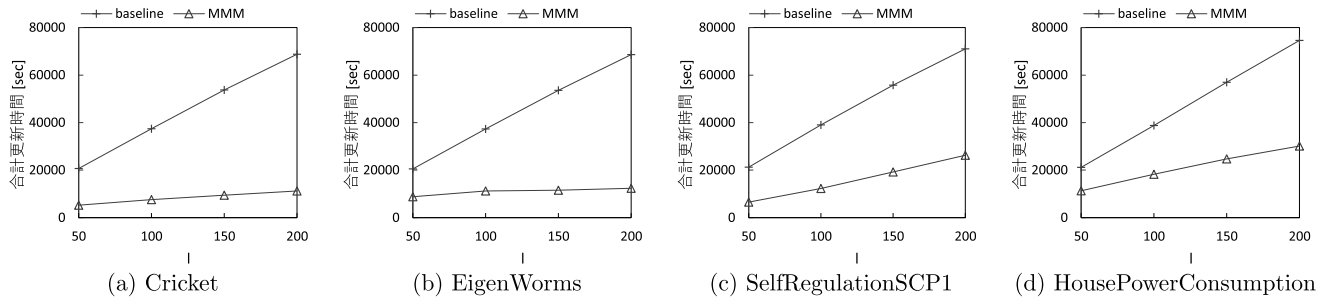 baseline MMM
80000
60000
40000
20000
0
合計更新時間 [sec]
50 100 150 200
l
(a) Cricket
baseline MMM
80000
60000
40000
20000
0
合計更新時間 [sec]
50 100 150 200
l
(b) EigenWorms
baseline MMM
80000
60000
40000
20000
0
合計更新時間 [sec]
50 100 150 200
l
(c) SelfRegulationSCP1
baseline MMM
80000
60000
40000
20000
0
合計更新時間 [sec]
50 100 150 200
l
(d) HousePowerConsumption